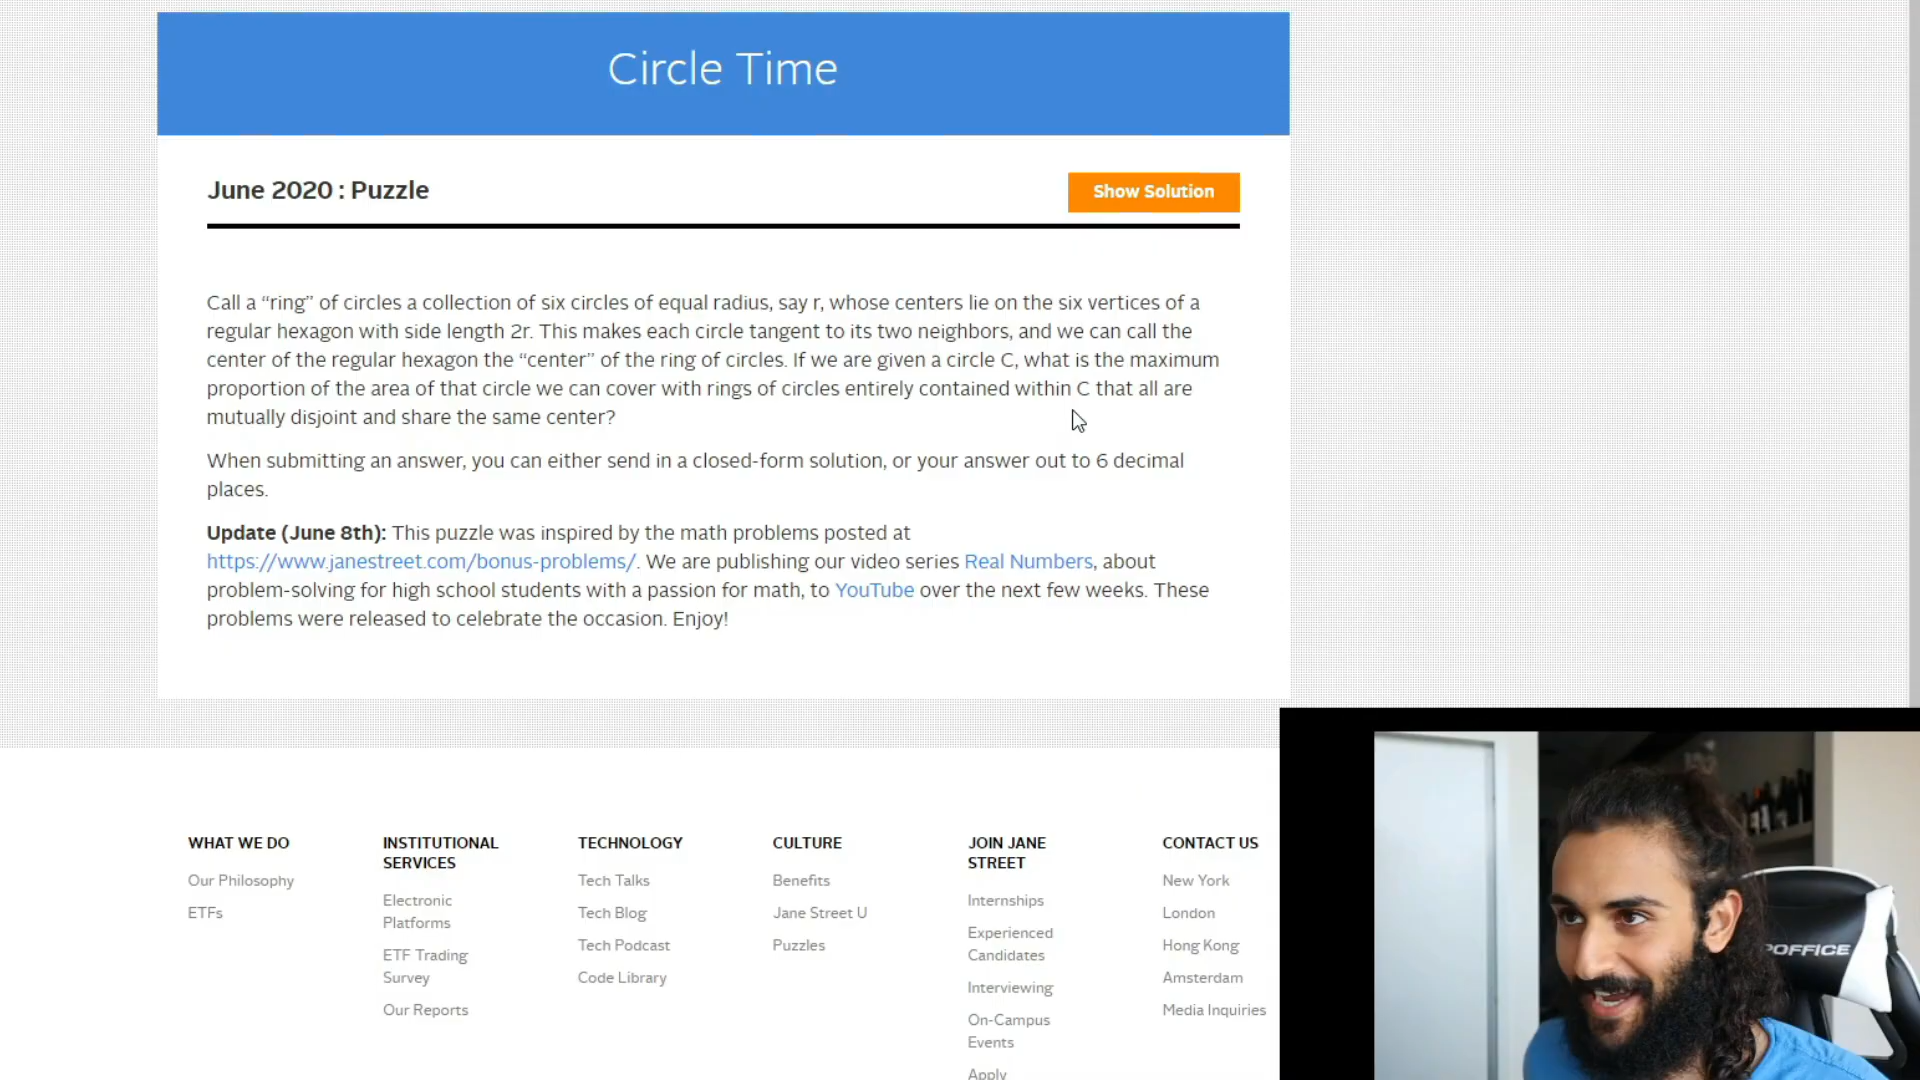 Circle Time
June 2020 : Puzzle
Show Solution
Call a “ring” of circles a collection of six circles of equal radius, say r, whose centers lie on the six vertices of a
regular hexagon with side length 2r. This makes each circle tangent to its two neighbors, and we can call the
center of the regular hexagon the “center” of the ring of circles. If we are given a circle C, what is the maximum
proportion of the area of that circle we can cover with rings of circles entirely contained within C that all are
mutually disjoint and share the same center?
When submitting an answer, you can either send in a closed-form solution, or your answer out to 6 decimal
places.
Update (June 8th): This puzzle was inspired by the math problems posted at
https://www.janestreet.com/bonus-problems/. We are publishing our video series Real Numbers, about
problem-solving for high school students with a passion for math, to YouTube over the next few weeks. These
problems were released to celebrate the occasion. Enjoy!
WHAT WE DO
Our Philosophy
ETFs
INSTITUTIONAL
SERVICES
Electronic
Platforms
ETF Trading
Survey
Our Reports
TECHNOLOGY
Tech Talks
Tech Blog
Tech Podcast
Code Library
CULTURE
Benefits
Jane Street U
Puzzles
JOIN JANE
STREET
Internships
Experienced
Candidates
Interviewing
On-Campus
Events
Apply
CONTACT US
New York
London
Hong Kong
Amsterdam
Media Inquiries
POFFICE